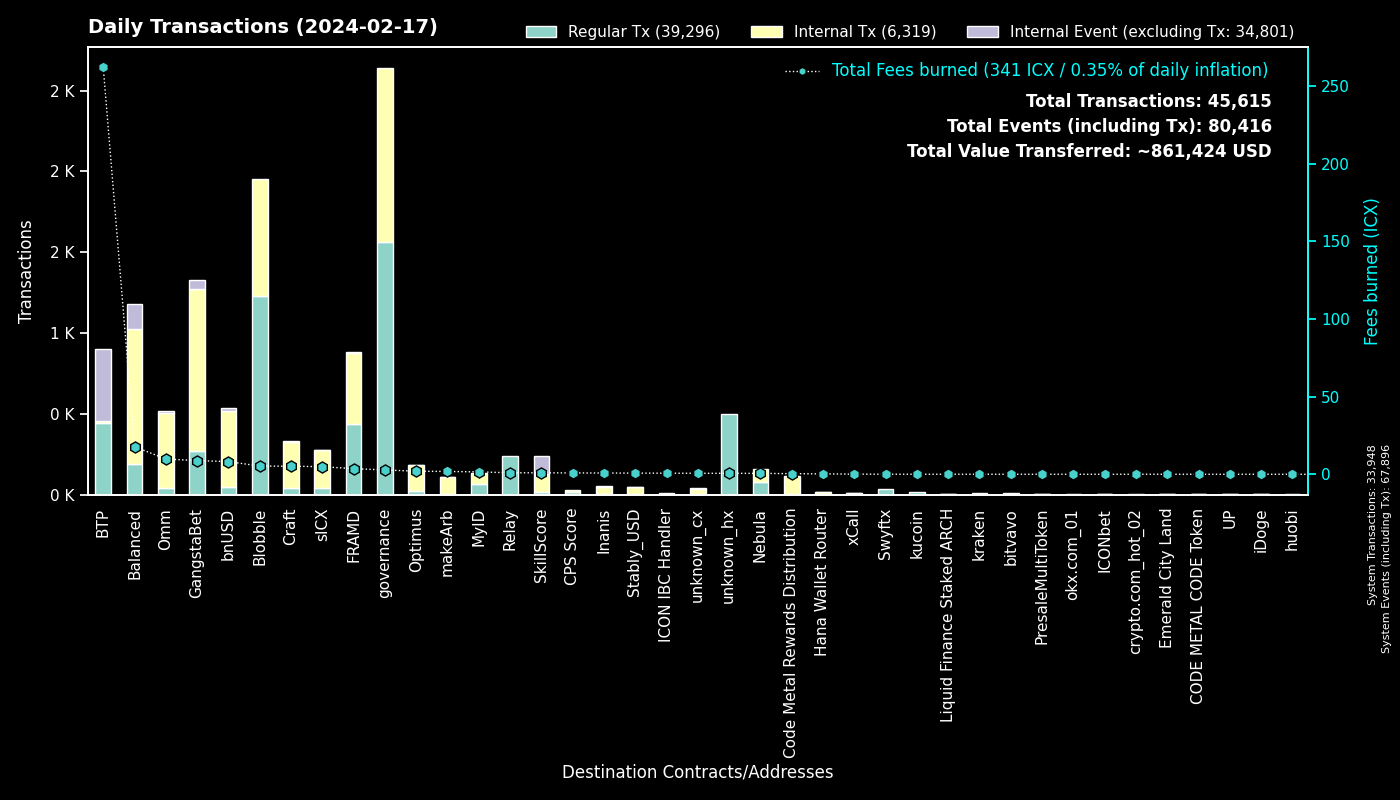 Daily Transactions (2024-02-17)
Regular Tx (39,296)
Internal Tx (6,319)
Internal Event (excluding Tx: 34,801)
Total Fees burned (341 ICX / 0.35% of daily inflation)
Total Transactions: 45,615
Total Events (including Tx): 80,416
Total Value Transferred: ~861,424 USD
Transactions
2 K
2 K
2 K
1 K
0 K
0 K
250
200
150
100
50
0
Fees burned (ICX)
System Transactions: 33,948
System Events (including Tx): 67,896
BTP
Balanced
Omm
GangstaBet
bnUSD
Blobble
Craft
sICX
FRAMD
governance
Optimus
makeArb
MyID
Relay
SkillScore
CPS Score
Inanis
Stably_USD
ICON IBC Handler
unknown_cx
unknown_hx
Nebula
Code Metal Rewards Distribution
Hana Wallet Router
xCall
Swyftx
kucoin
Liquid Finance Staked ARCH
kraken
bitvavo
PresaleMultiToken
okx.com_01
ICONbet
crypto.com_hot_02
Emerald City Land
CODE METAL CODE Token
UP
iDoge
huobi
Destination Contracts/Addresses